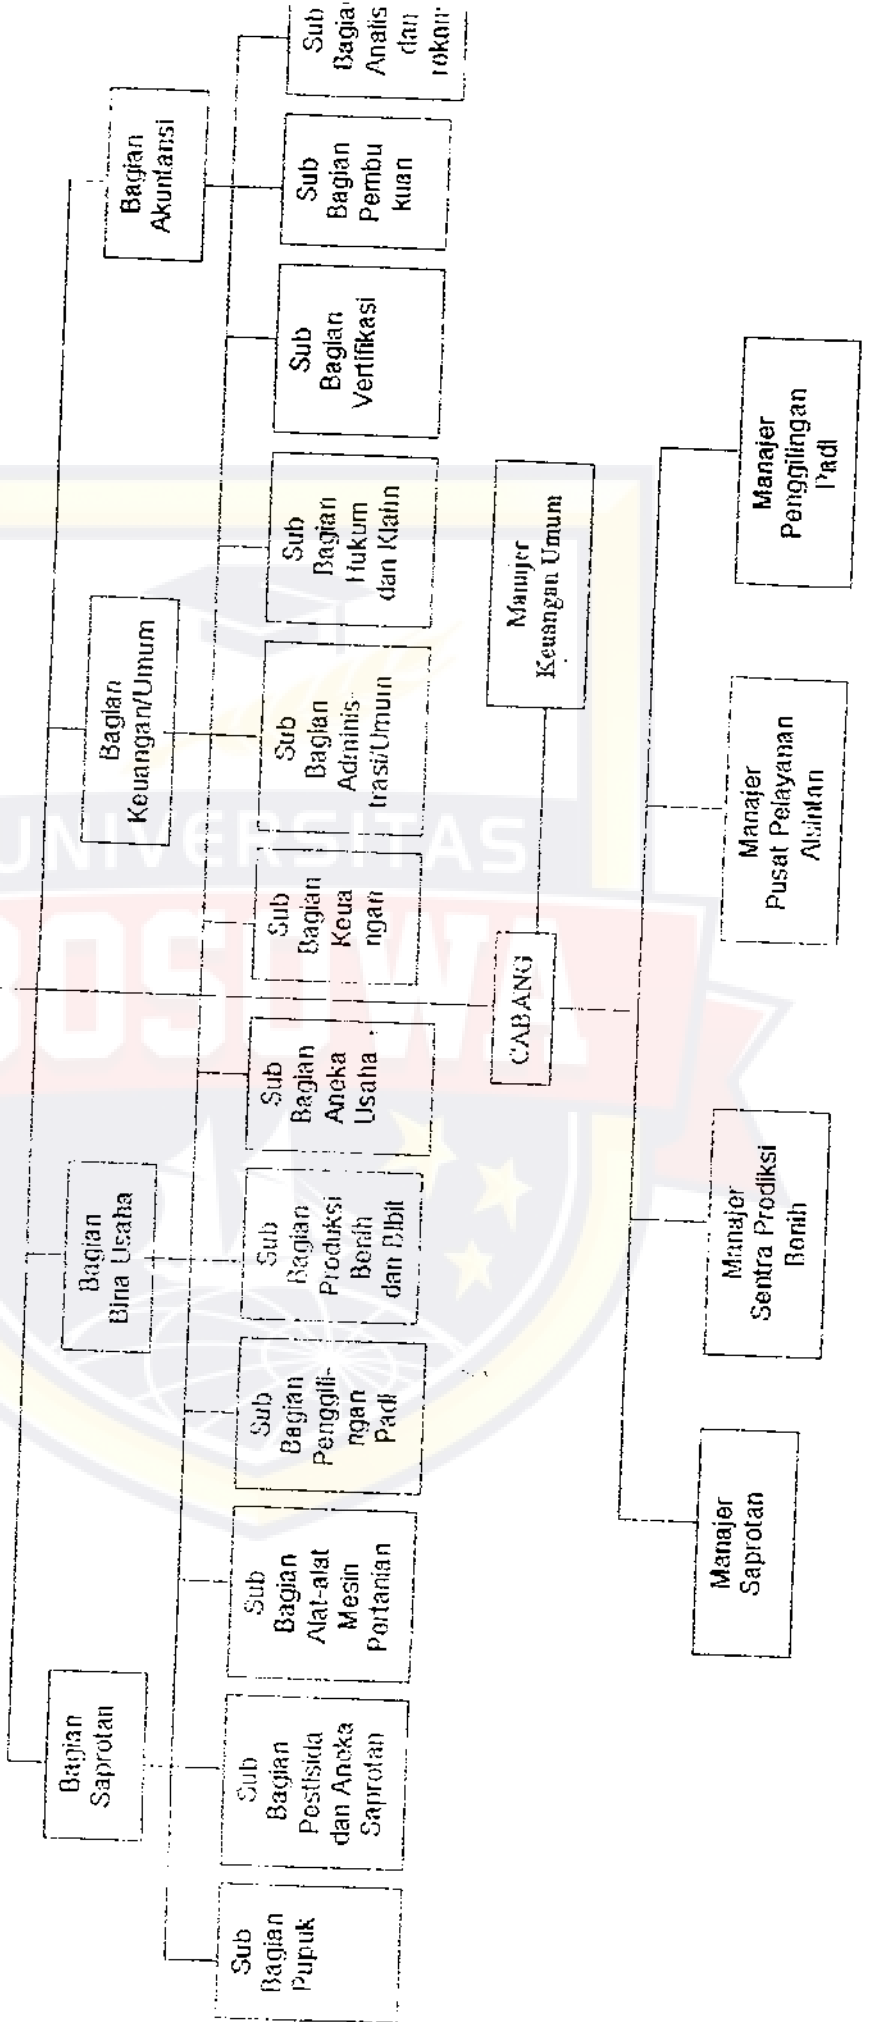 Bagian
Saprotan
Bagian
Bina Usaha
Bagian
Keuangan/Umum
Bagian
Akuntansi
Sub
Bagian
Pupuk
Sub
Bagian
Pestisida
dan Aneka
Saprotan
Sub
Bagian
Alat-alat
Mesin
Pertanian
Sub
Bagian
Penggili-
ngan
Padi
Sub
Bagian
Produksi
Benih
dan Bibit
Sub
Bagian
Aneka
Usaha
Sub
Bagian
Keua
ngan
Sub
Bagian
Adminis
trasi/Umum
Sub
Bagian
Hukum
dan Klaim
Sub
Bagian
Vertifikasi
Sub
Bagian
Pembu
kuan
Sub
Bagia
Analis
dan
CABANG
Manajer
Keuangan Umum
Manajer
Saprotan
Manajer
Sentra Prodiksi
Benih
Manajer
Pusat Pelayanan
Alsintan
Manajer
Penggilingan
Padi
UNIVERSITAS
BOSOWA